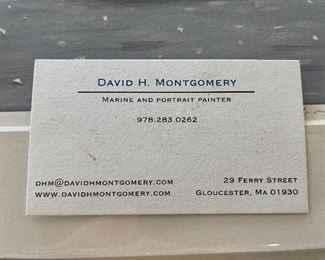 David H. Montgomery
Marine and portrait painter
978.283.0262
dhm@davidhmontgomery.com
www.davidhmontgomery.com
29 Ferry Street
Gloucester, Ma 01930